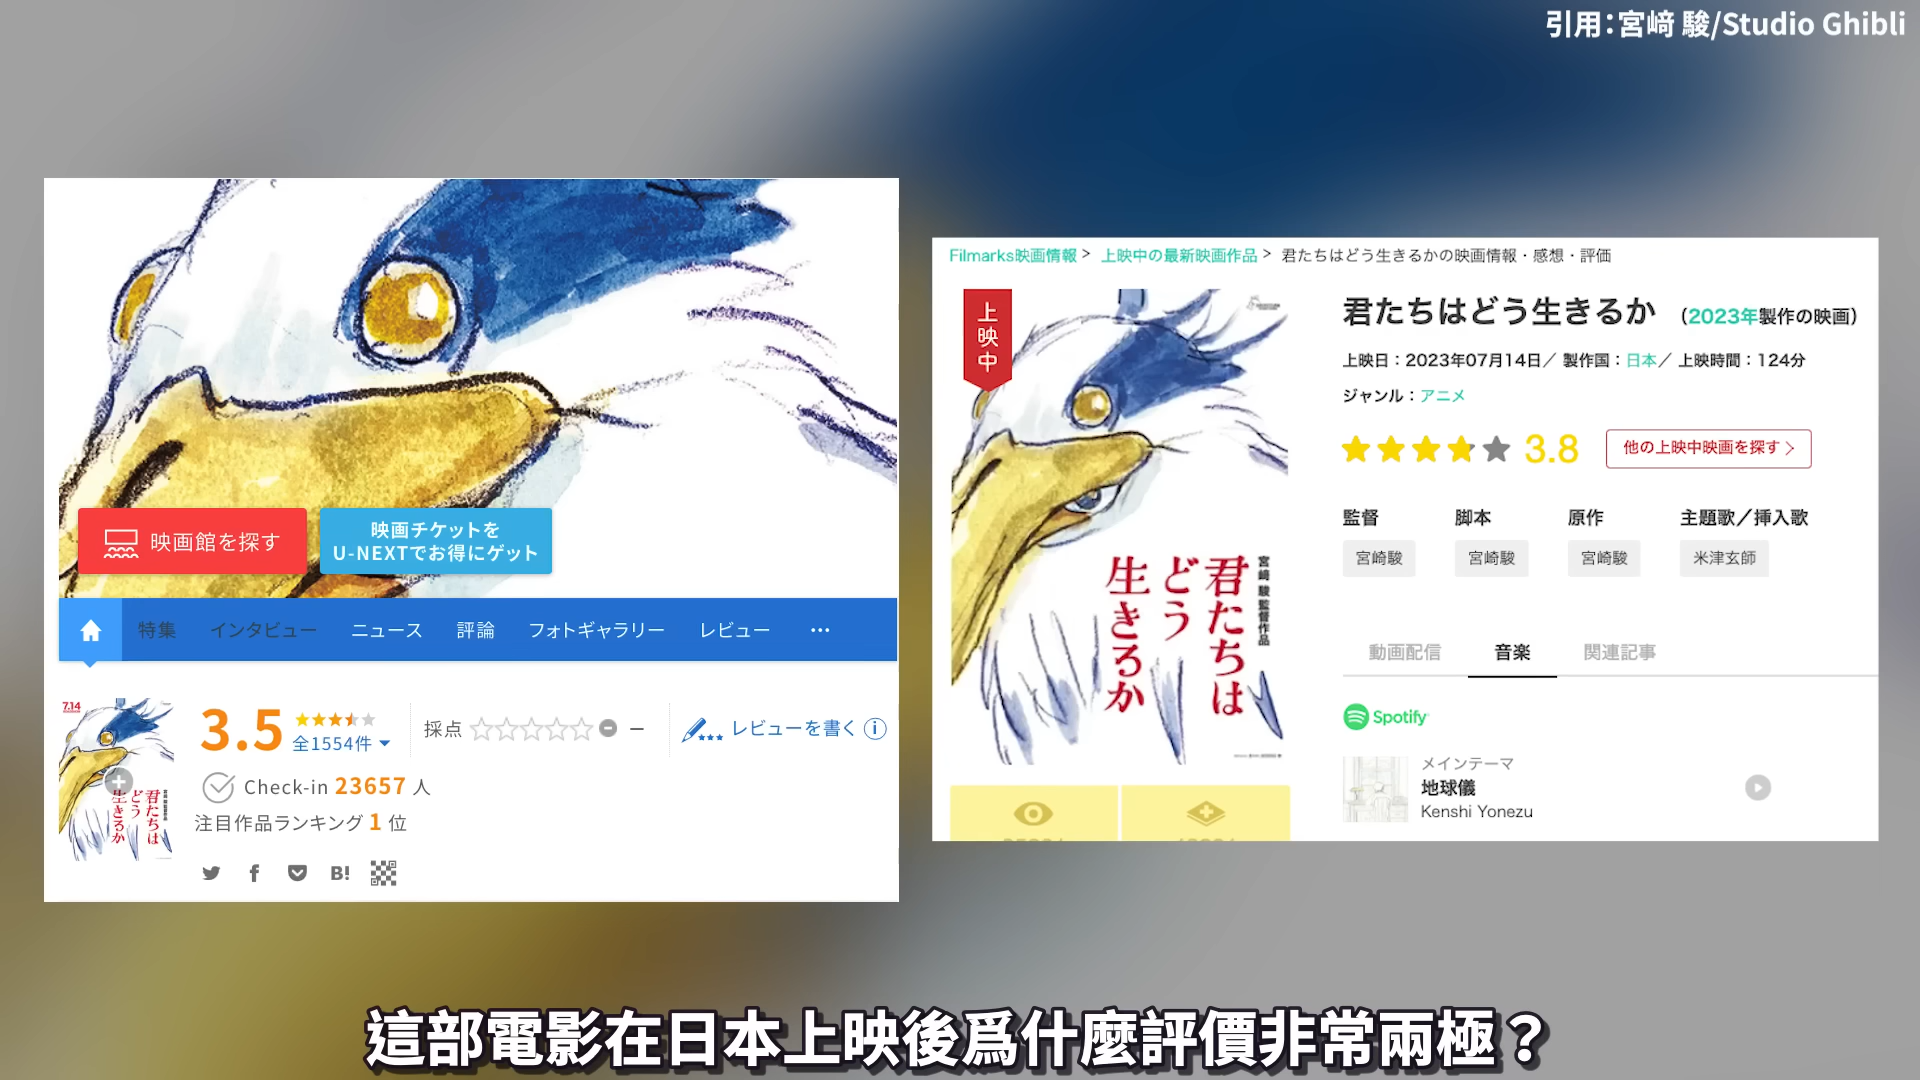 引用：宮﨑 駿/Studio Ghibli
映画館を探す
映画チケットを
U-NEXTでお得にゲット
特集 インタビュー ニュース 評論 フォトギャラリー レビュー …
7.14
君たちは
どう
生きるか
3.5
全1554件
採点
–
レビューを書く
Check-in 23657 人
注目作品ランキング 1 位
B!
Filmarks映画情報 > 上映中の最新映画作品 > 君たちはどう生きるかの映画情報・感想・評価
上映中
宮﨑 駿 監督作品
君たちは
どう
生きるか
君たちはどう生きるか （2023年製作の映画）
上映日：2023年07月14日／ 製作国：日本／ 上映時間：124分
ジャンル：アニメ
3.8 他の上映中映画を探す >
監督 脚本 原作 主題歌／挿入歌
宮崎駿 宮崎駿 宮崎駿 米津玄師
動画配信 音楽 関連記事
Spotify
メインテーマ
地球儀
Kenshi Yonezu
這部電影在日本上映後爲什麼評價非常兩極？